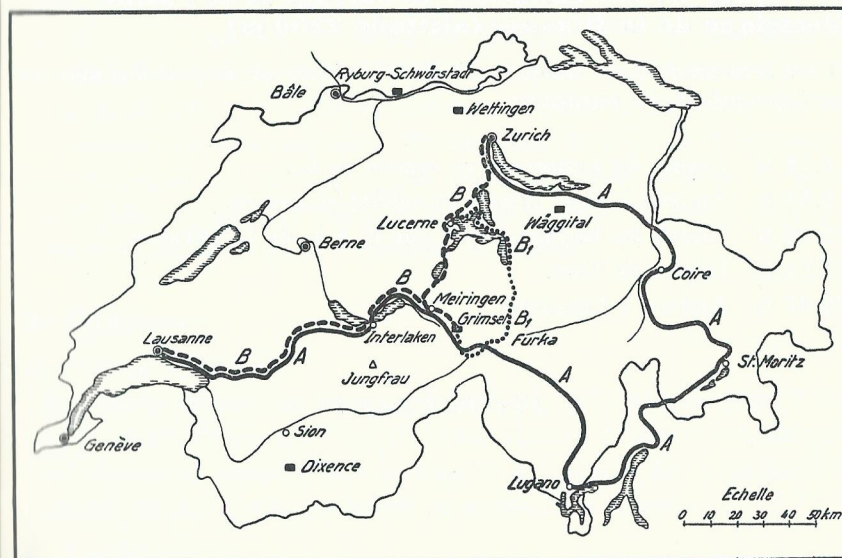 Ryburg-Schwörstadt
Bâle
Wettingen
Zurich
B
A
Lucerne
Wäggital
B₁
Berne
Coire
B
Meiringen
Grimsel
B₁
Lausanne
Interlaken
Furka
B
A
St. Moritz
Jungfrau
A
Sion
A
Genève
Dixence
Lugano
Echelle
0 10 20 30 40 50 km